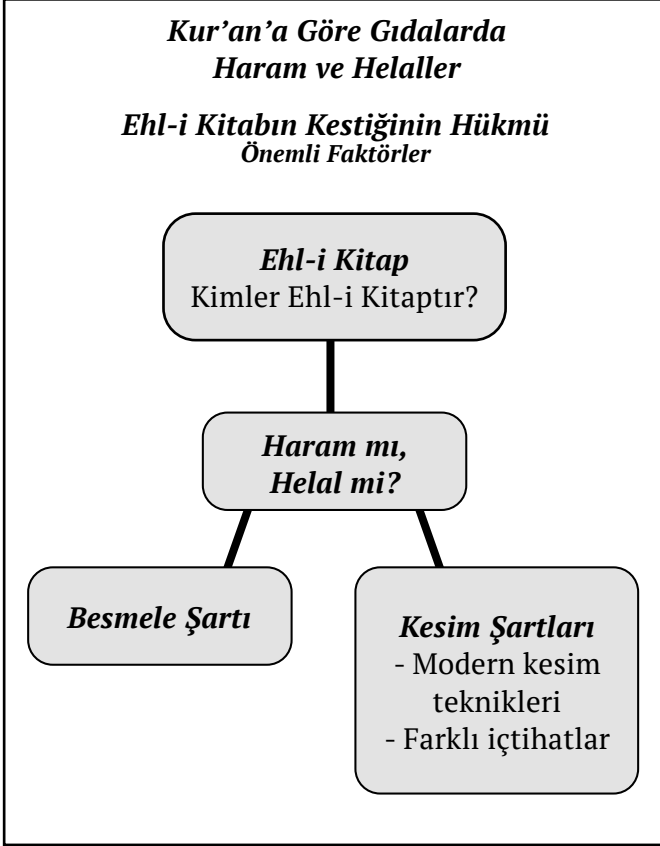 Kur’an’a Göre Gıdalarda
Haram ve Helaller
Ehl-i Kitabın Kestiğinin Hükmü
Önemli Faktörler
Ehl-i Kitap
Kimler Ehl-i Kitaptır?
Haram mı,
Helal mi?
Besmele Şartı
Kesim Şartları
- Modern kesim
teknikleri
- Farklı içtihatlar